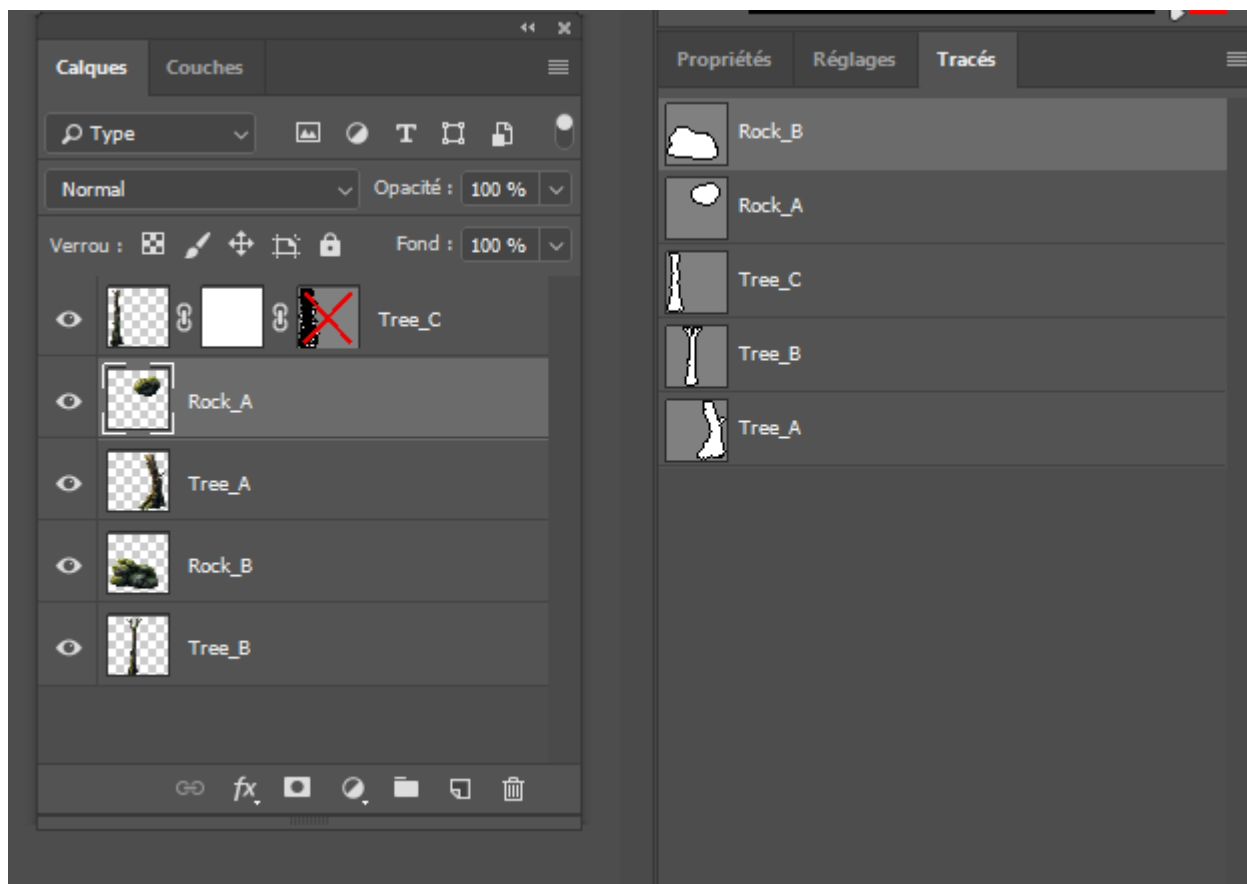 Calques Couches
Type
T
Normal Opacité : 100 %
Verrou : Fond : 100 %
Tree_C
Rock_A
Tree_A
Rock_B
Tree_B
fx
Propriétés Réglages Tracés
Rock_B
Rock_A
Tree_C
Tree_B
Tree_A